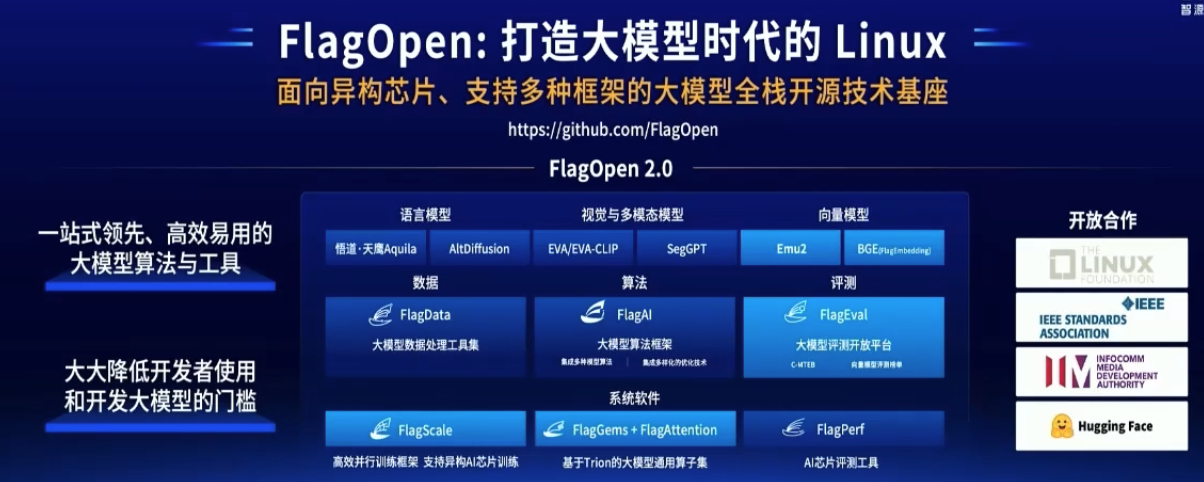 智源
FlagOpen: 打造大模型时代的 Linux
面向异构芯片、支持多种框架的大模型全栈开源技术基座
https://github.com/FlagOpen
FlagOpen 2.0
一站式领先、高效易用的
大模型算法与工具
大大降低开发者使用
和开发大模型的门槛
语言模型 视觉与多模态模型 向量模型
悟道·天鹰Aquila AltDiffusion EVA/EVA-CLIP SegGPT Emu2 BGE(FlagEmbedding)
数据 算法 评测
FlagData FlagAI FlagEval
大模型数据处理工具集 大模型算法框架 大模型评测开放平台
集成多种模型算法 集成多样化的优化技术 C-MTEB 向量模型评测榜单
系统软件
FlagScale FlagGems + FlagAttention FlagPerf
高效并行训练框架 支持异构AI芯片训练 基于Trion的大模型通用算子集 AI芯片评测工具
开放合作
THE
LINUX
FOUNDATION
IEEE
IEEE STANDARDS
ASSOCIATION
INFOCOMM
MEDIA
DEVELOPMENT
AUTHORITY
Hugging Face